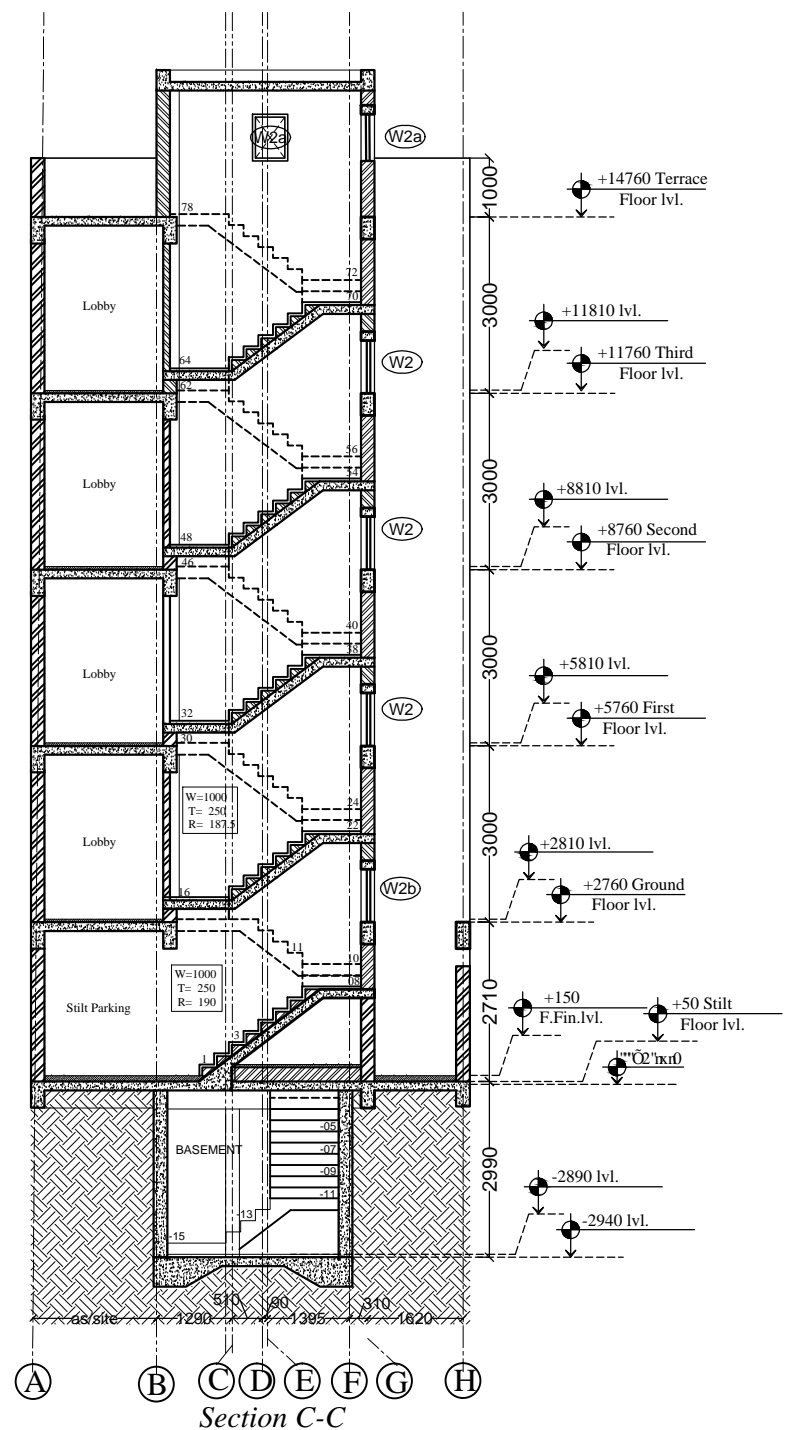 W2a
W2a
1000
+14760 Terrace
Floor lvl.
78
72
70
Lobby
3000
+11810 lvl.
+11760 Third
Floor lvl.
64
W2
62
56
54
Lobby
3000
+8810 lvl.
+8760 Second
Floor lvl.
48
W2
46
40
38
Lobby
3000
+5810 lvl.
+5760 First
Floor lvl.
32
W2
30
24
22
W=1000
T= 250
R= 187.5
Lobby
3000
+2810 lvl.
+2760 Ground
Floor lvl.
16
W2b
11
10
08
W=1000
T= 250
R= 190
Stilt Parking
3
1
2710
+150
F.Fin.lvl.
+50 Stilt
Floor lvl.
BASEMENT
-05
-07
-09
-11
-13
-15
2990
-2890 lvl.
-2940 lvl.
as/site
1290
510
90
1395
310
1620
A
B
C
D
E
F
G
H
Section C-C